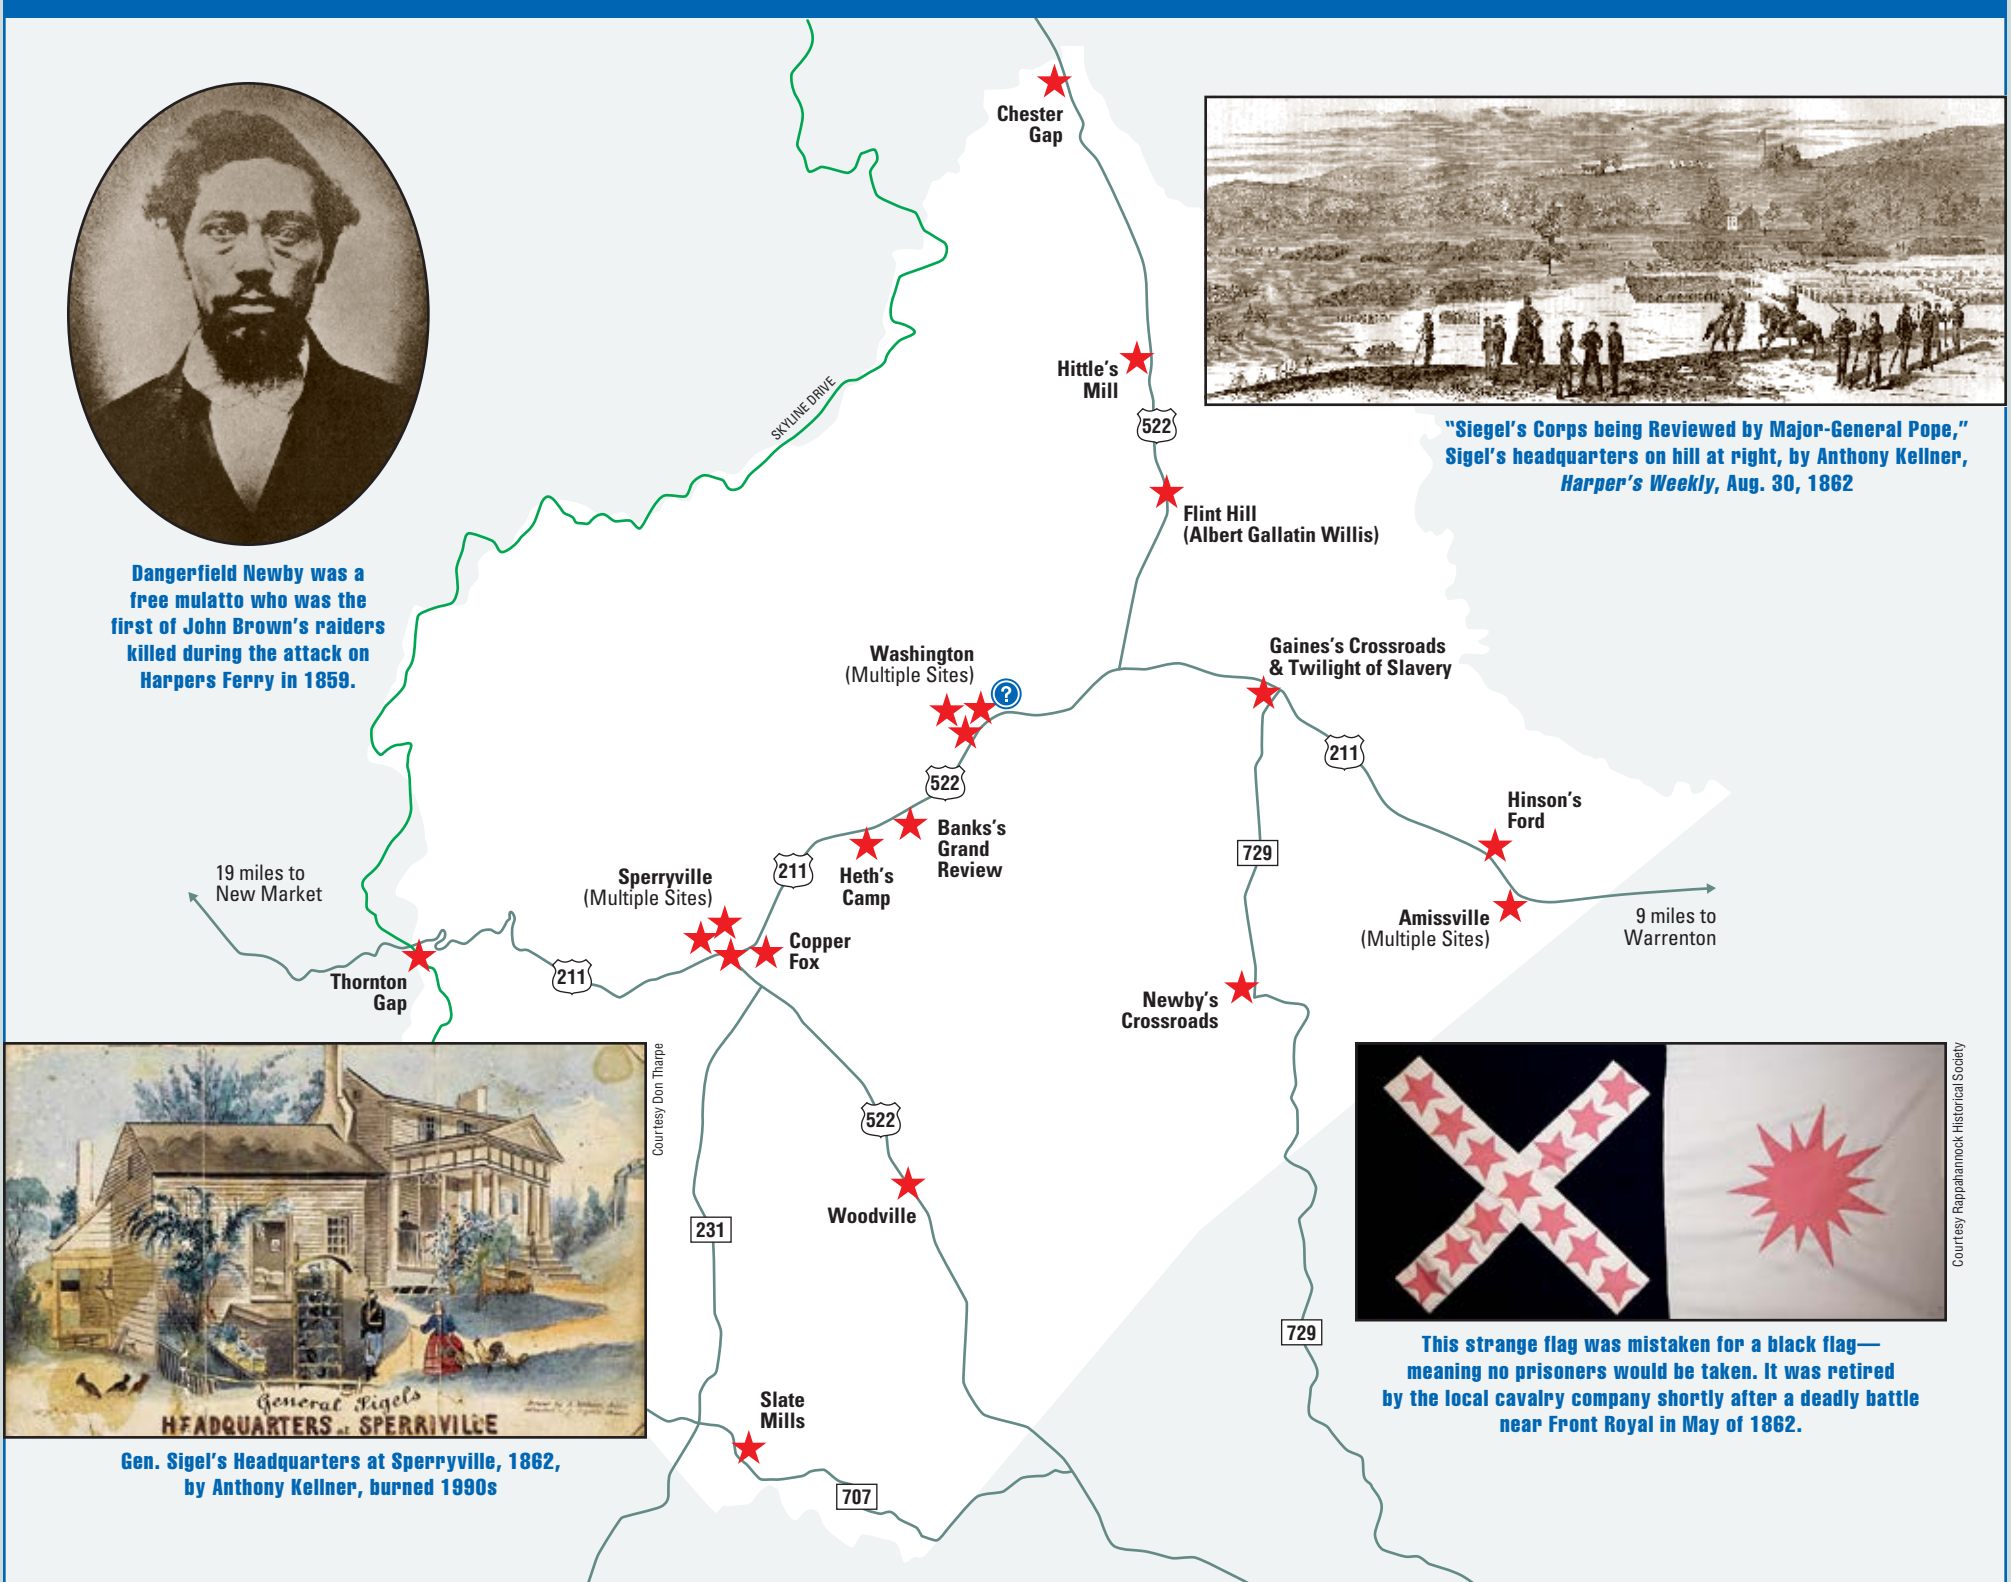 Chester
Gap
Hittle's
Mill
522
"Siegel's Corps being Reviewed by Major-General Pope,"
Sigel's headquarters on hill at right, by Anthony Kellner,
Harper's Weekly, Aug. 30, 1862
SKYLINE DRIVE
Flint Hill
(Albert Gallatin Willis)
Dangerfield Newby was a
free mulatto who was the
first of John Brown's raiders
killed during the attack on
Harpers Ferry in 1859.
Washington
(Multiple Sites)
?
Gaines's Crossroads
& Twilight of Slavery
211
522
Hinson's
Ford
Banks's
Grand
Review
729
211
Heth's
Camp
19 miles to
New Market
Sperryville
(Multiple Sites)
Copper
Fox
Amissville
(Multiple Sites)
9 miles to
Warrenton
211
Thornton
Gap
Newby's
Crossroads
Courtesy Don Tharpe
Courtesy Rappahannock Historical Society
522
Woodville
231
729
General Sigels
HEADQUARTERS at SPERRIVILLE
This strange flag was mistaken for a black flag—
meaning no prisoners would be taken. It was retired
by the local cavalry company shortly after a deadly battle
near Front Royal in May of 1862.
Slate
Mills
Gen. Sigel's Headquarters at Sperryville, 1862,
by Anthony Kellner, burned 1990s
707